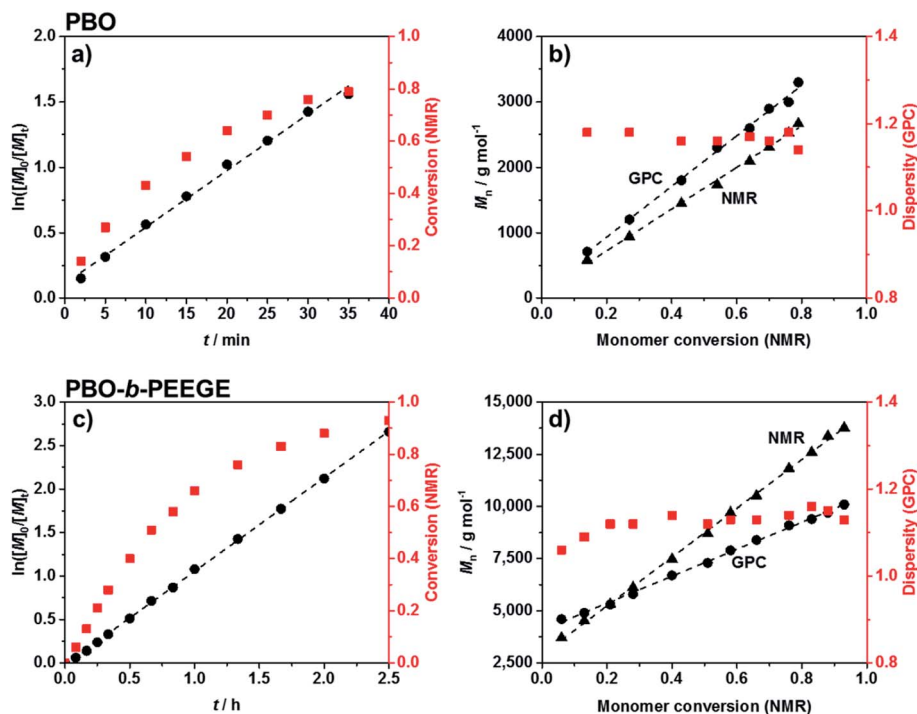 PBO
a)
2.0
1.5
1.0
0.5
0.0
ln([M]₀/[M]ₜ)
1.0
0.8
0.6
0.4
0.2
0.0
Conversion (NMR)
0 5 10 15 20 25 30 35 40
t / min
b)
4000
3000
2000
1000
0
Mₙ / g mol⁻¹
GPC
NMR
1.4
1.2
1.0
0.8
Dispersity (GPC)
0.0 0.2 0.4 0.6 0.8 1.0
Monomer conversion (NMR)
PBO-b-PEEGE
c)
3.0
2.5
2.0
1.5
1.0
0.5
0.0
ln([M]₀/[M]ₜ)
1.0
0.8
0.6
0.4
0.2
0.0
Conversion (NMR)
0.0 0.5 1.0 1.5 2.0 2.5
t / h
d)
15,000
12,500
10,000
7,500
5,000
2,500
Mₙ / g mol⁻¹
NMR
GPC
1.4
1.2
1.0
0.8
Dispersity (GPC)
0.0 0.2 0.4 0.6 0.8 1.0
Monomer conversion (NMR)